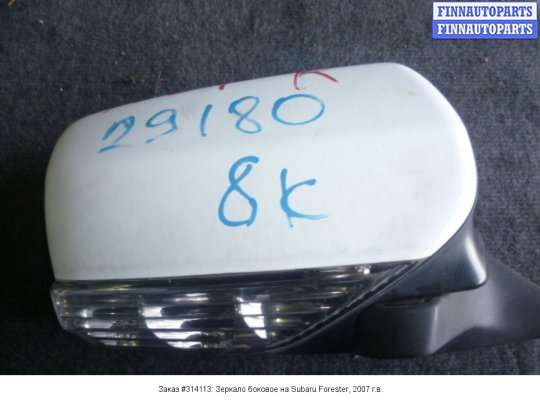 FINNAUTOPARTS
FINNAUTOPARTS
29180
8K
Заказ #314113: Зеркало боковое на Subaru Forester, 2007 г.в.